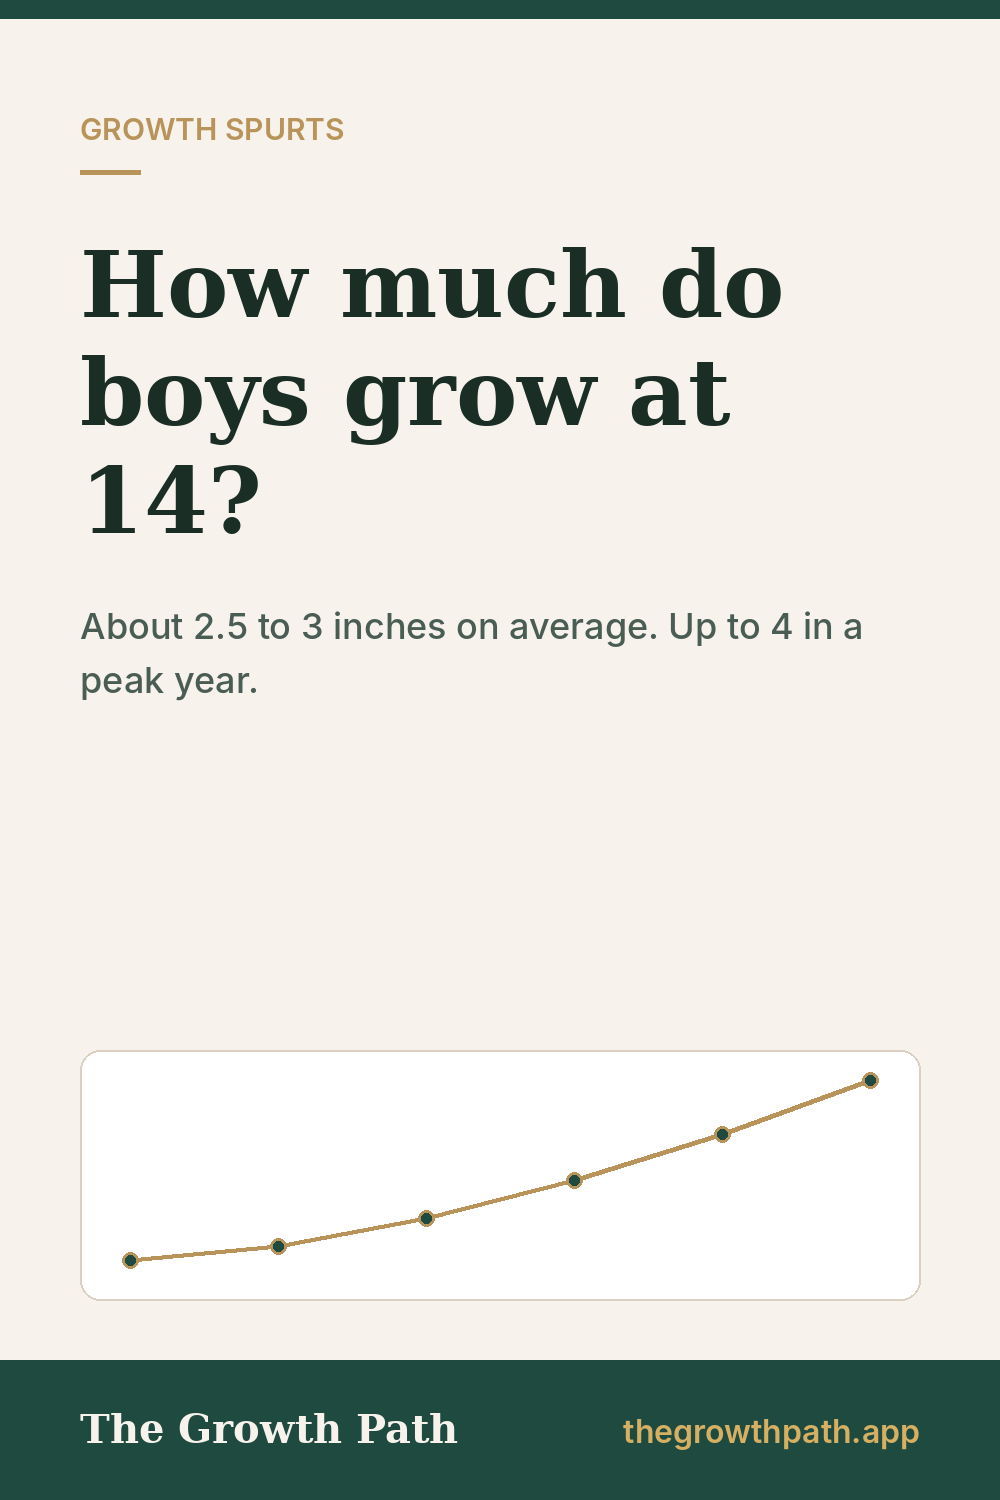 GROWTH SPURTS
How much do
boys grow at
14?
About 2.5 to 3 inches on average. Up to 4 in a
peak year.
The Growth Path
thegrowthpath.app